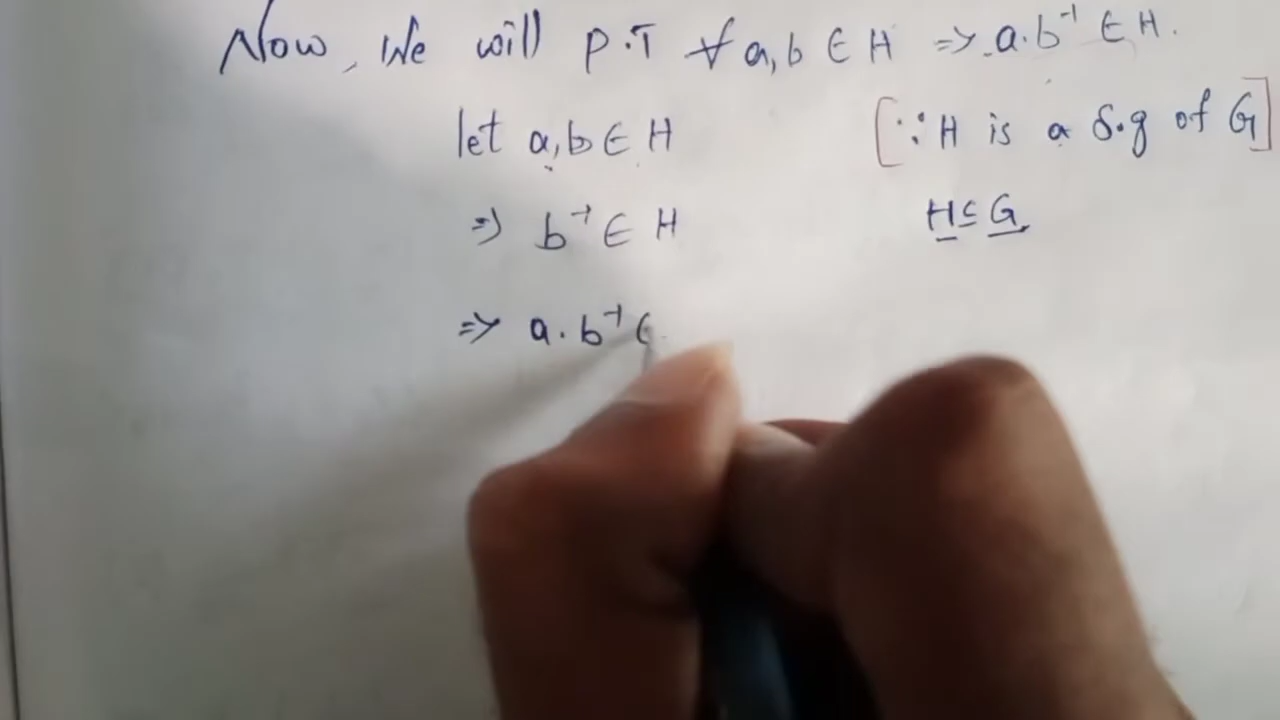 Now, We will P.T ∀ a,b ∈ H => a.b⁻¹ ∈ H.
let a,b ∈ H [∵ H is a S.g of G]
=> b⁻¹ ∈ H H ⊆ G
=> a.b⁻¹ ∈